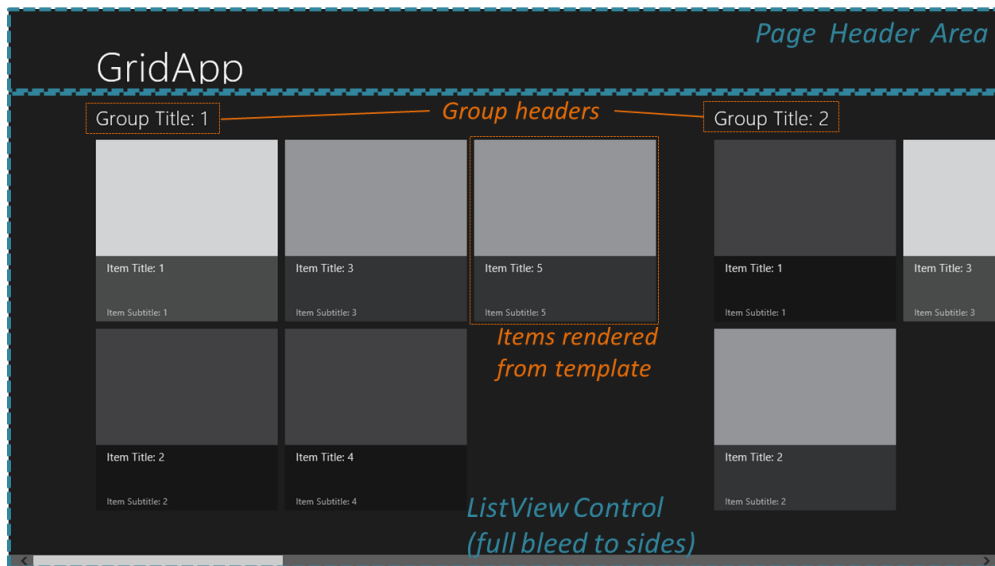 Page Header Area
GridApp
Group Title: 1
Group headers
Group Title: 2
Item Title: 1
Item Subtitle: 1
Item Title: 3
Item Subtitle: 3
Item Title: 5
Item Subtitle: 5
Item Title: 1
Item Subtitle: 1
Item Title: 3
Item Subtitle: 3
Items rendered
from template
Item Title: 2
Item Subtitle: 2
Item Title: 4
Item Subtitle: 4
Item Title: 2
Item Subtitle: 2
ListView Control
(full bleed to sides)